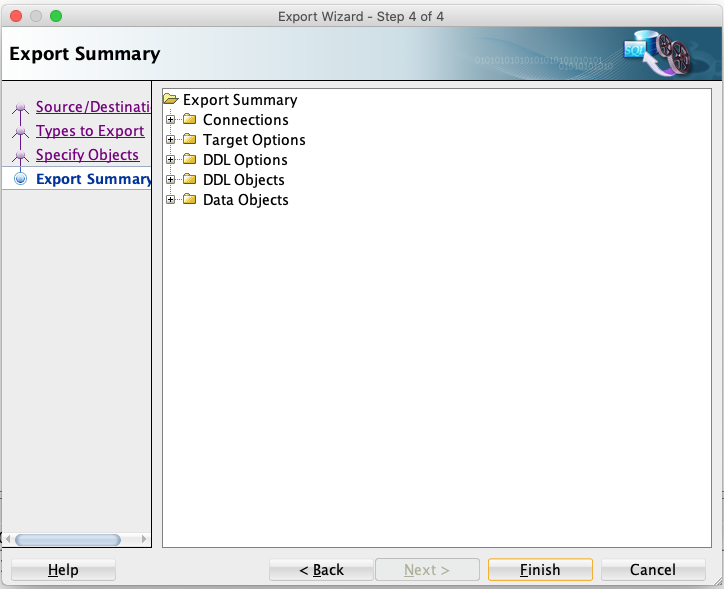 Export Wizard - Step 4 of 4
Export Summary
SQL
Source/Destinati
Types to Export
Specify Objects
Export Summary
Export Summary
Connections
Target Options
DDL Options
DDL Objects
Data Objects
Help
< Back
Next >
Finish
Cancel